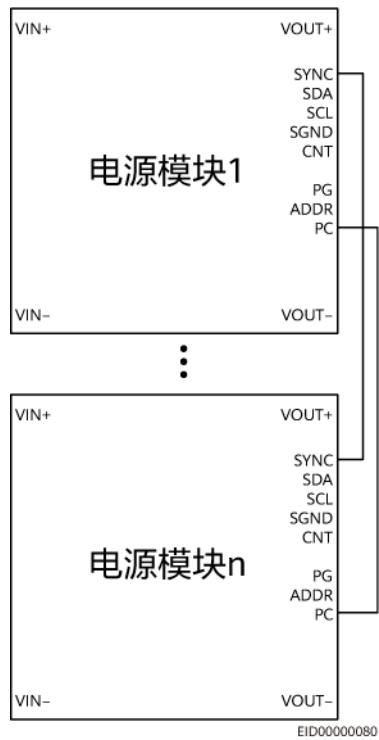 VIN+ VOUT+
SYNC
SDA
SCL
SGND
CNT
电源模块1
PG
ADDR
PC
VIN– VOUT–
VIN+ VOUT+
SYNC
SDA
SCL
SGND
CNT
电源模块n
PG
ADDR
PC
VIN– VOUT–
EID00000080